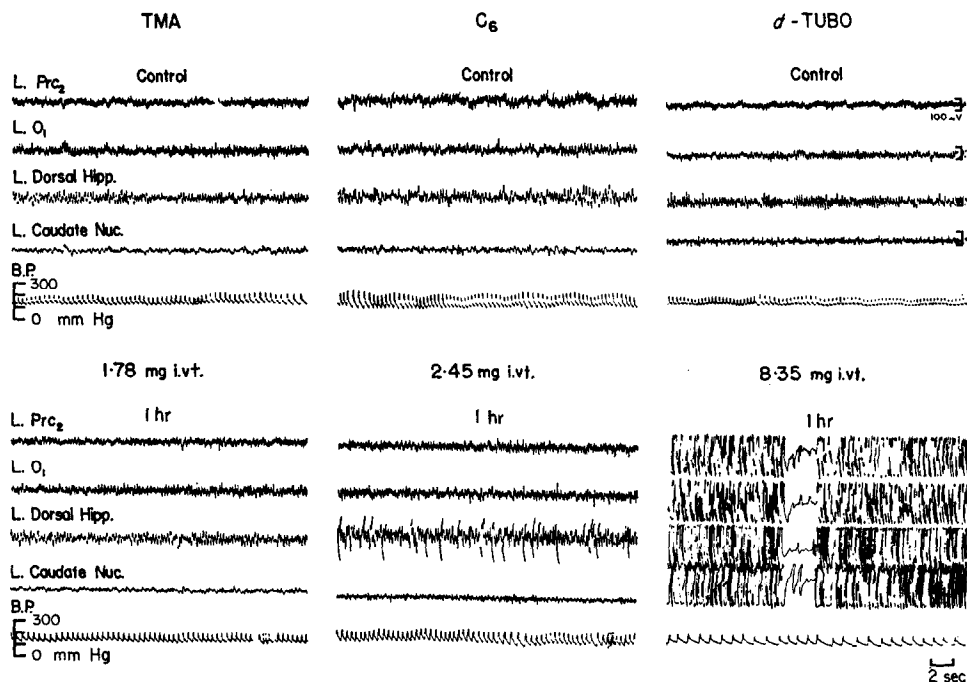 TMA C₆ d-TUBO
Control Control Control
L. Prc₂
100 μV
L. O₁
L. Dorsal Hipp.
L. Caudate Nuc.
B.P.
300
0 mm Hg
1·78 mg i.vt. 2·45 mg i.vt. 8·35 mg i.vt.
1 hr 1 hr 1 hr
L. Prc₂
L. O₁
L. Dorsal Hipp.
L. Caudate Nuc.
B.P.
300
0 mm Hg
2 sec